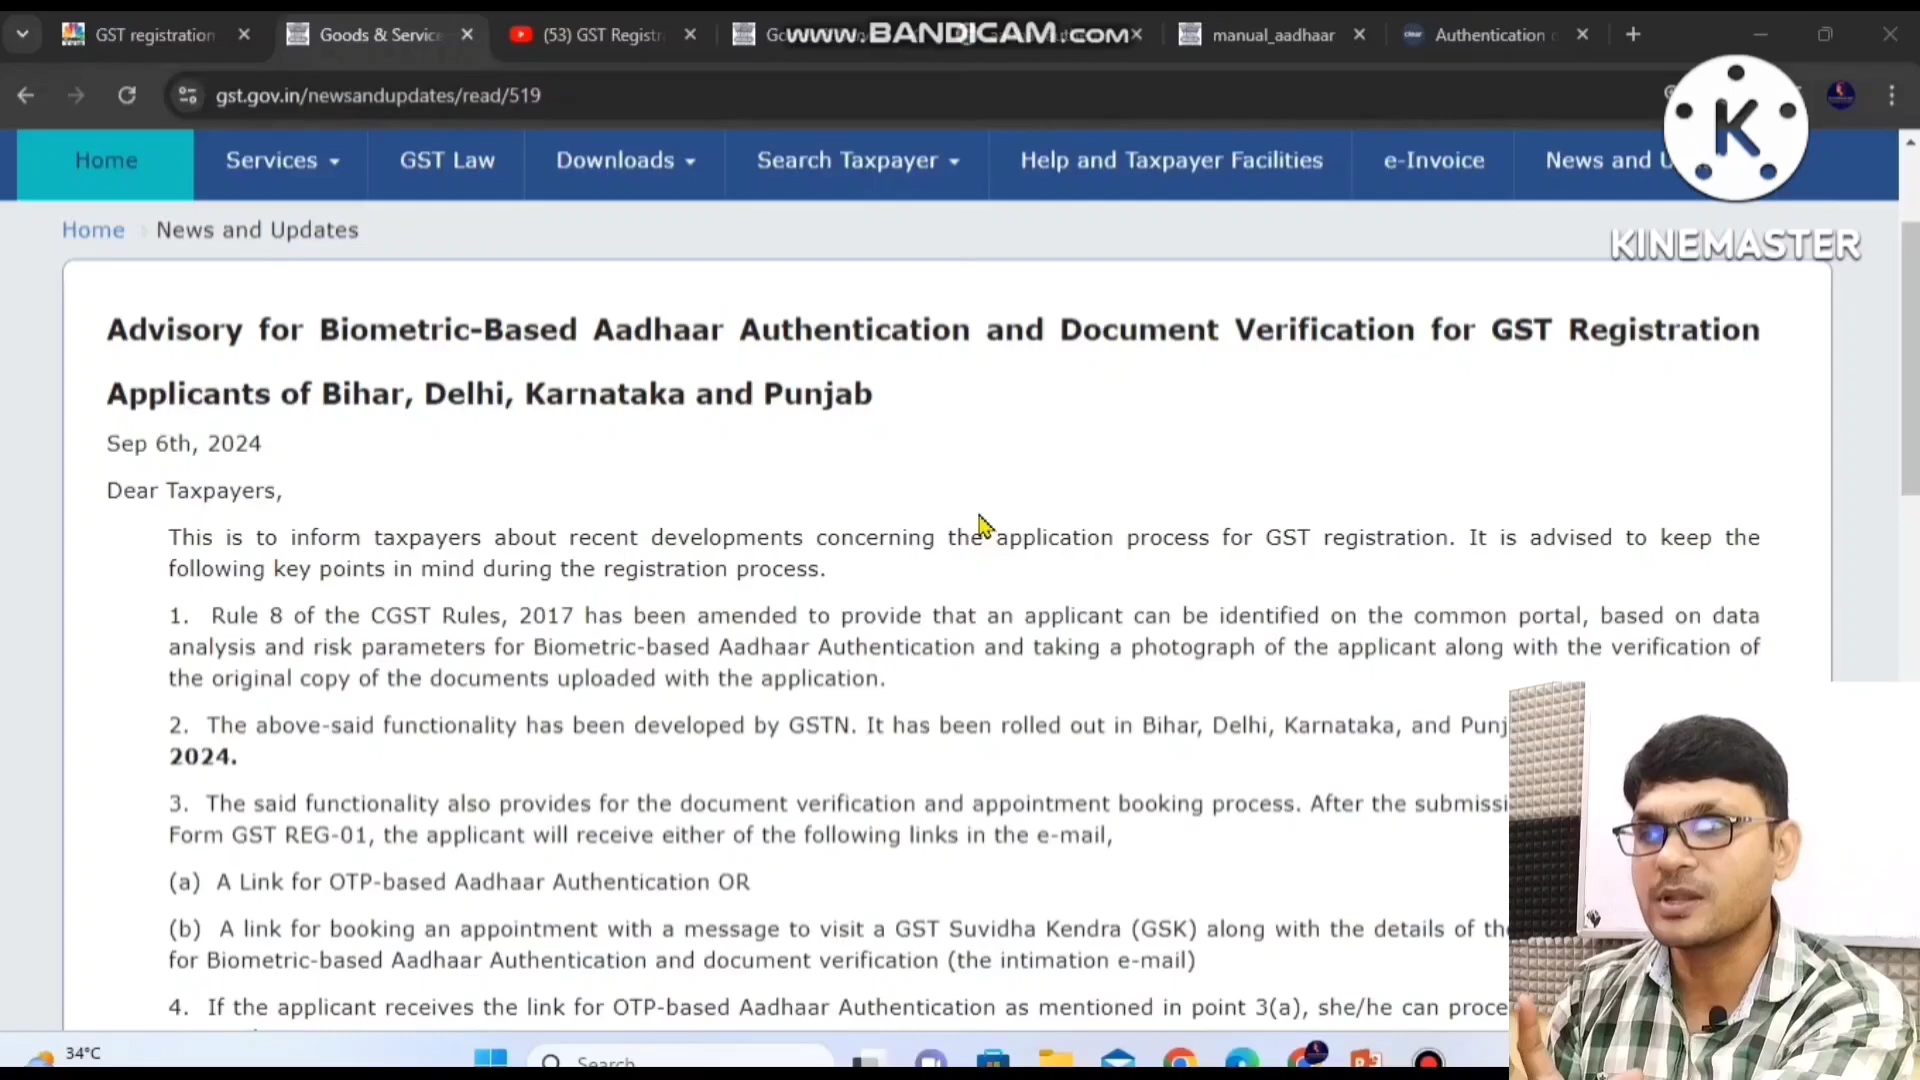 GST registration
Goods & Servic
(53) GST Registr
Go
www.BANDICAM.com
manual_aadhaar
Authentication
gst.gov.in/newsandupdates/read/519
K
KINEMASTER
Home
Services
GST Law
Downloads
Search Taxpayer
Help and Taxpayer Facilities
e-Invoice
News and U
Home
News and Updates
Advisory for Biometric-Based Aadhaar Authentication and Document Verification for GST Registration
Applicants of Bihar, Delhi, Karnataka and Punjab
Sep 6th, 2024
Dear Taxpayers,
This is to inform taxpayers about recent developments concerning the application process for GST registration. It is advised to keep the
following key points in mind during the registration process.
1. Rule 8 of the CGST Rules, 2017 has been amended to provide that an applicant can be identified on the common portal, based on data
analysis and risk parameters for Biometric-based Aadhaar Authentication and taking a photograph of the applicant along with the verification of
the original copy of the documents uploaded with the application.
2. The above-said functionality has been developed by GSTN. It has been rolled out in Bihar, Delhi, Karnataka, and Punj
2024.
3. The said functionality also provides for the document verification and appointment booking process. After the submissi
Form GST REG-01, the applicant will receive either of the following links in the e-mail,
(a) A Link for OTP-based Aadhaar Authentication OR
(b) A link for booking an appointment with a message to visit a GST Suvidha Kendra (GSK) along with the details of the
for Biometric-based Aadhaar Authentication and document verification (the intimation e-mail)
4. If the applicant receives the link for OTP-based Aadhaar Authentication as mentioned in point 3(a), she/he can proce
34°C
Search